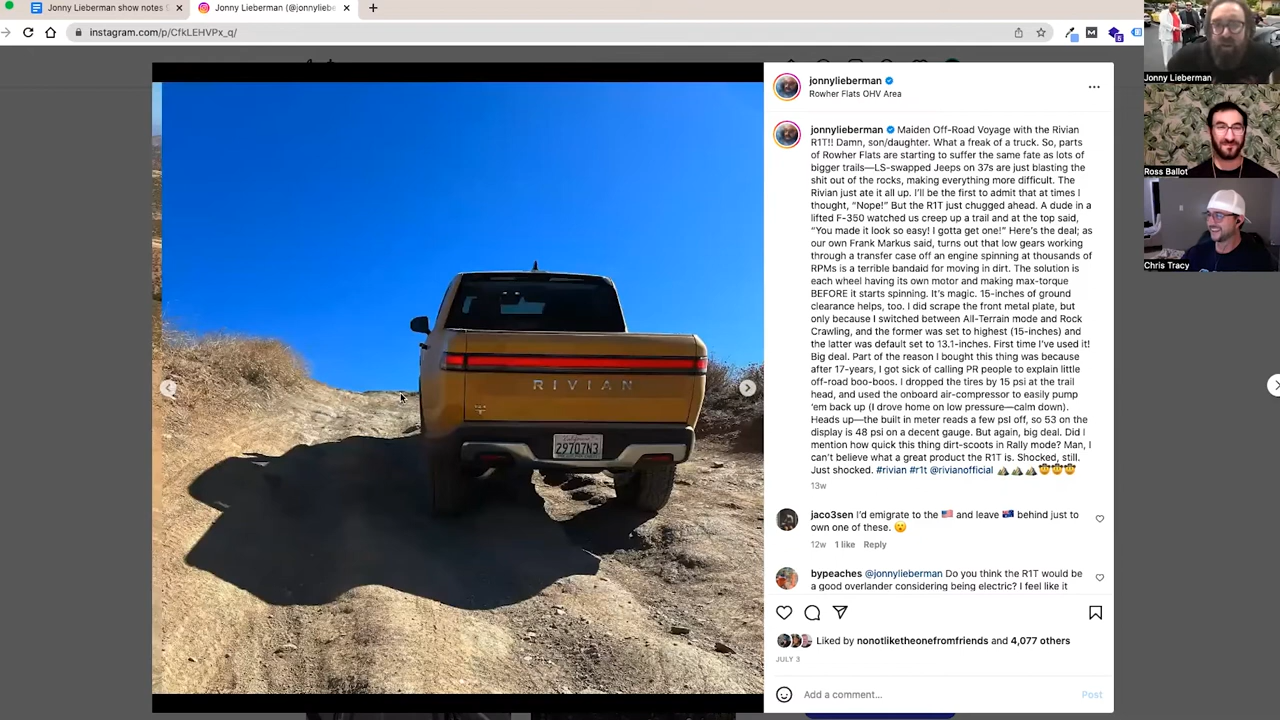 Jonny Lieberman show notes
Jonny Lieberman (@jonnyliebe
instagram.com/p/CfkLEHVPx_q/
jonnylieberman
Rowher Flats OHV Area
jonnylieberman Maiden Off-Road Voyage with the Rivian
R1T!! Damn, son/daughter. What a freak of a truck. So, parts
of Rowher Flats are starting to suffer the same fate as lots of
bigger trails—LS-swapped Jeeps on 37s are just blasting the
shit out of the rocks, making everything more difficult. The
Rivian just ate it all up. I'll be the first to admit that at times I
thought, "Nope!" But the R1T just chugged ahead. A dude in a
lifted F-350 watched us creep up a trail and at the top said,
"You made it look so easy! I gotta get one!" Here's the deal; as
our own Frank Markus said, turns out that low gears working
through a transfer case off an engine spinning at thousands of
RPMs is a terrible bandaid for moving in dirt. The solution is
each wheel having its own motor and making max-torque
BEFORE it starts spinning. It's magic. 15-inches of ground
clearance helps, too. I did scrape the front metal plate, but
only because I switched between All-Terrain mode and Rock
Crawling, and the former was set to highest (15-inches) and
the latter was default set to 13.1-inches. First time I've used it!
Big deal. Part of the reason I bought this thing was because
after 17-years, I got sick of calling PR people to explain little
off-road boo-boos. I dropped the tires by 15 psi at the trail
head, and used the onboard air-compressor to easily pump
'em back up (I drove home on low pressure—calm down).
Heads up—the built in meter reads a few psI off, so 53 on the
display is 48 psi on a decent gauge. But again, big deal. Did I
mention how quick this thing dirt-scoots in Rally mode? Man, I
can't believe what a great product the R1T is. Shocked, still.
Just shocked. #rivian #r1t @rivianofficial
13w
jaco3sen I'd emigrate to the 🇺🇸 and leave 🇦🇺 behind just to
own one of these. 😮
12w 1 like Reply
bypeaches @jonnylieberman Do you think the R1T would be
a good overlander considering being electric? I feel like it
Liked by nonotliketheonefromfriends and 4,077 others
JULY 3
Add a comment...
Post
RIVIAN
29707N3
Jonny Lieberman
Ross Ballot
Chris Tracy